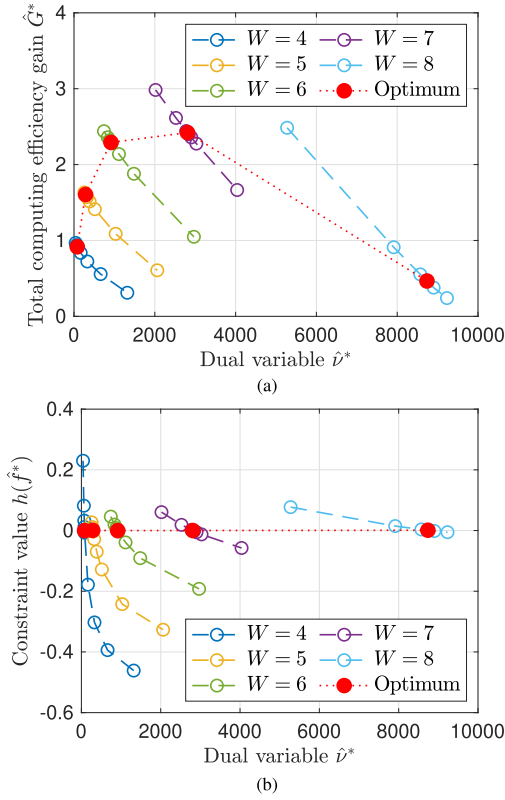 4
3
2
1
0
Total computing efficiency gain Ĝ*
W = 4
W = 5
W = 6
W = 7
W = 8
Optimum
0
2000
4000
6000
8000
10000
Dual variable ν̂*
(a)
0.4
0.2
0
-0.2
-0.4
-0.6
Constraint value h(f̂*)
W = 4
W = 5
W = 6
W = 7
W = 8
Optimum
0
2000
4000
6000
8000
10000
Dual variable ν̂*
(b)